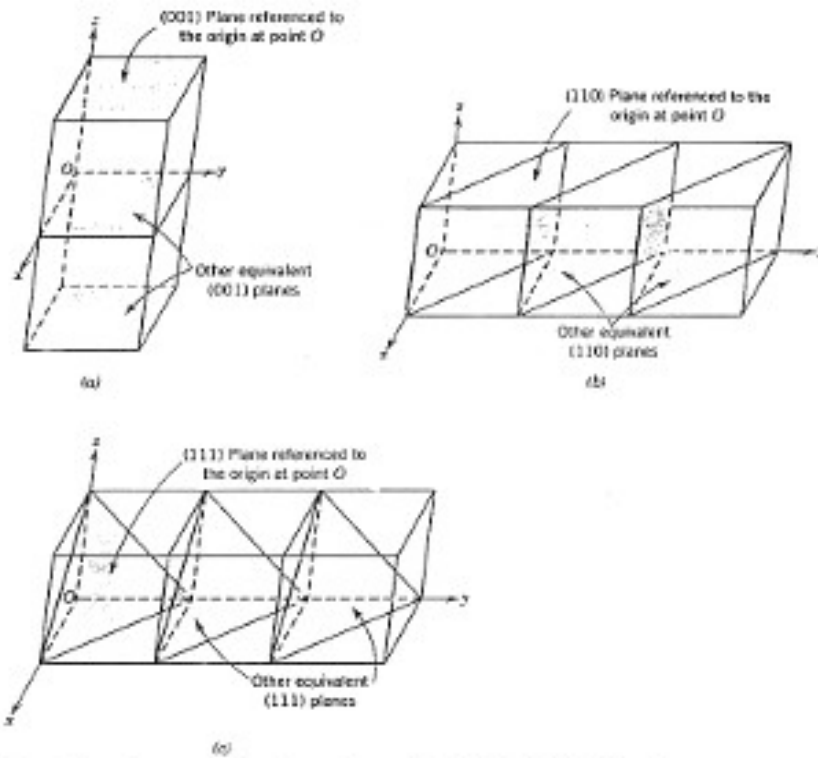 z
(001) Plane referenced to
the origin at point O
O
y
x
Other equivalent
(001) planes
(a)
(110) Plane referenced to the
origin at point O
z
O
x
Other equivalent
(110) planes
(b)
z
(111) Plane referenced to
the origin at point O
O
y
Other equivalent
(111) planes
x
(c)